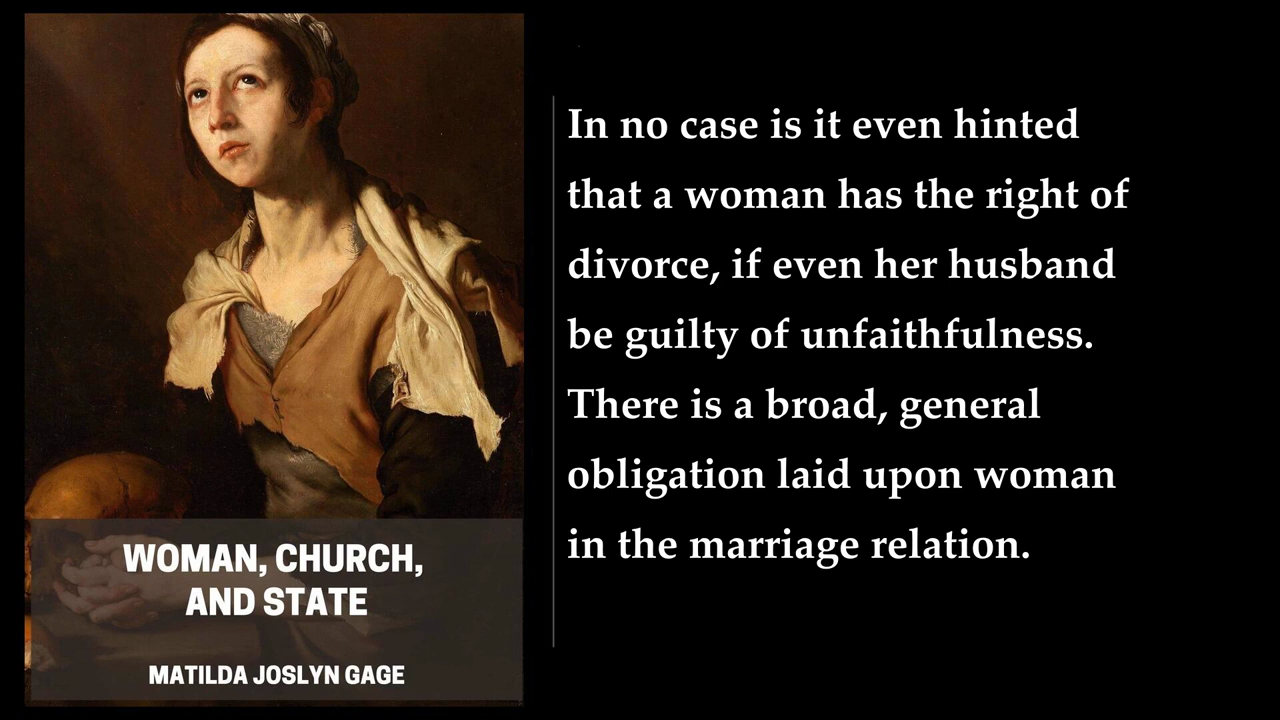 WOMAN, CHURCH,
AND STATE
MATILDA JOSLYN GAGE
In no case is it even hinted
that a woman has the right of
divorce, if even her husband
be guilty of unfaithfulness.
There is a broad, general
obligation laid upon woman
in the marriage relation.